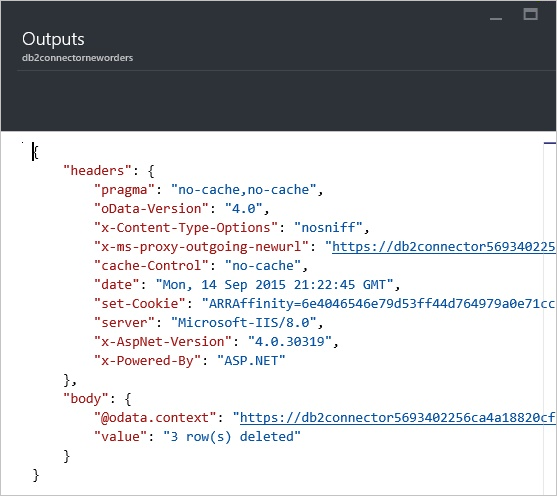 Outputs
db2connectorneworders
{
"headers": {
"pragma": "no-cache,no-cache",
"oData-Version": "4.0",
"x-Content-Type-Options": "nosniff",
"x-ms-proxy-outgoing-newurl": "https://db2connector569340225
"cache-Control": "no-cache",
"date": "Mon, 14 Sep 2015 21:22:45 GMT",
"set-Cookie": "ARRAffinity=6e4046546e79d53ff44d764979a0e71cc
"server": "Microsoft-IIS/8.0",
"x-AspNet-Version": "4.0.30319",
"x-Powered-By": "ASP.NET"
},
"body": {
"@odata.context": "https://db2connector5693402256ca4a18820cf
"value": "3 row(s) deleted"
}
}